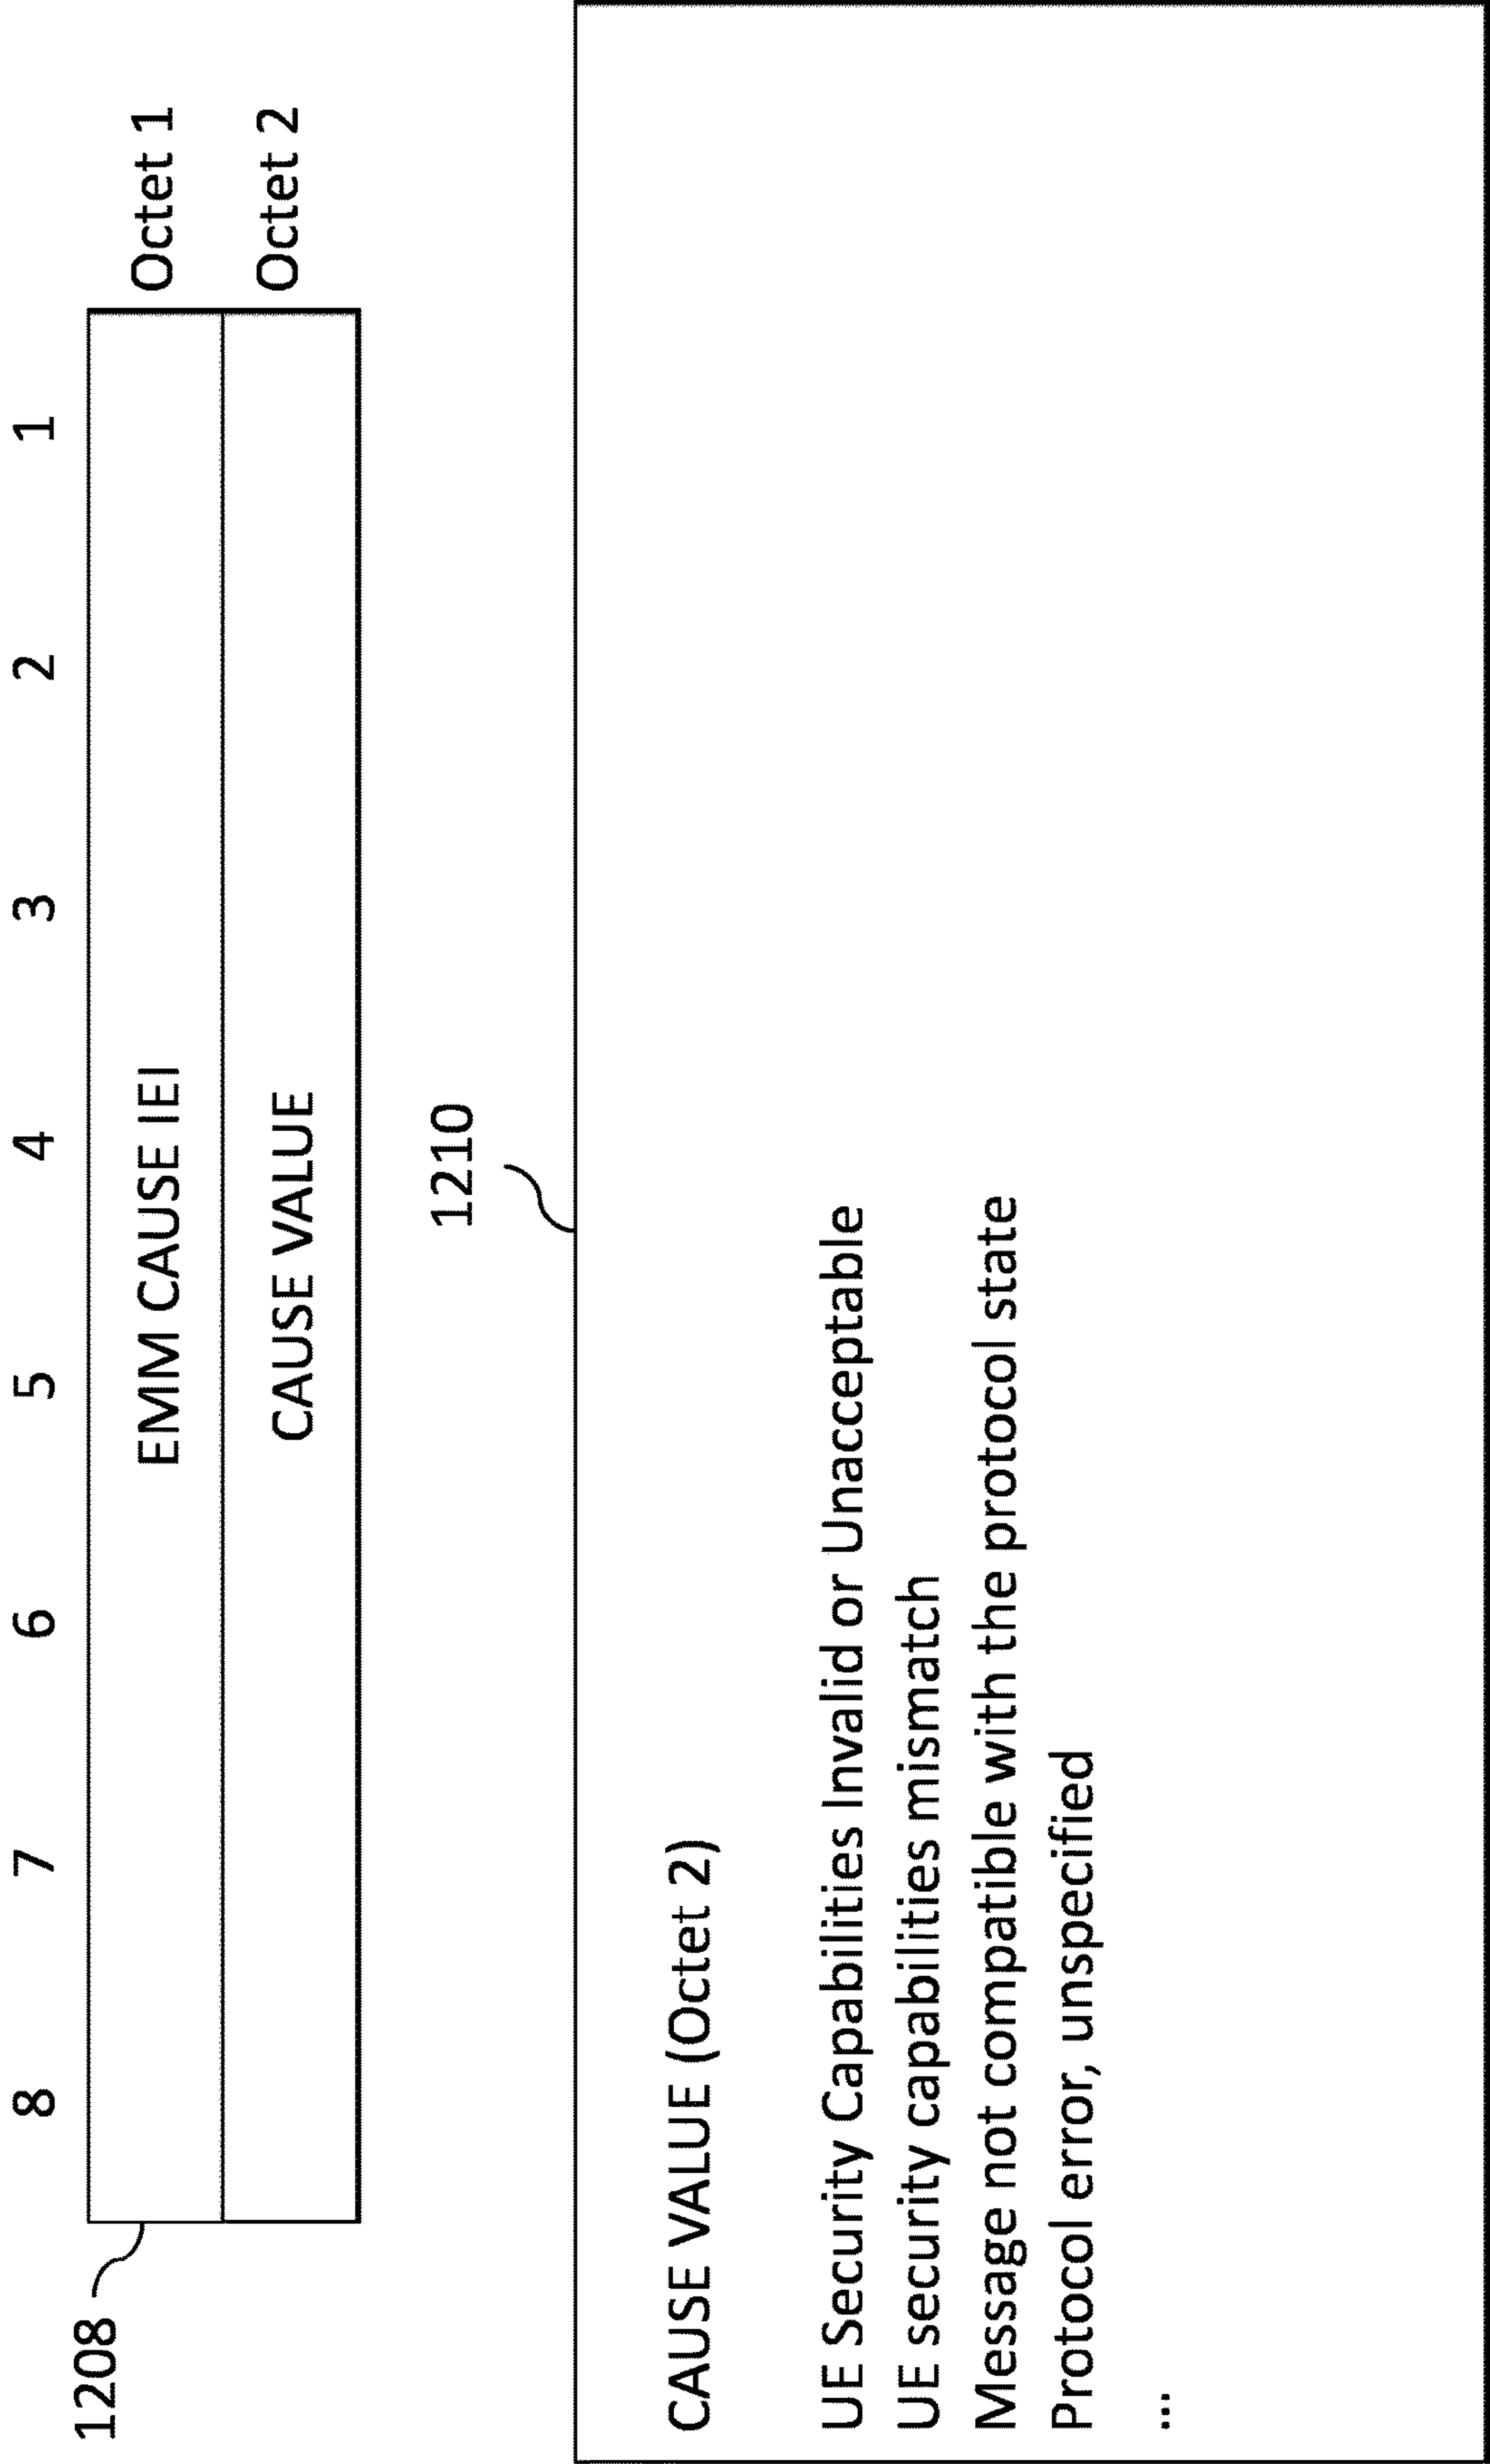 8 7 6 5 4 3 2 1
1208
EMM CAUSE IEI Octet 1
CAUSE VALUE Octet 2
1210
CAUSE VALUE (Octet 2)
UE Security Capabilities Invalid or Unacceptable
UE security capabilities mismatch
Message not compatible with the protocol state
Protocol error, unspecified
...